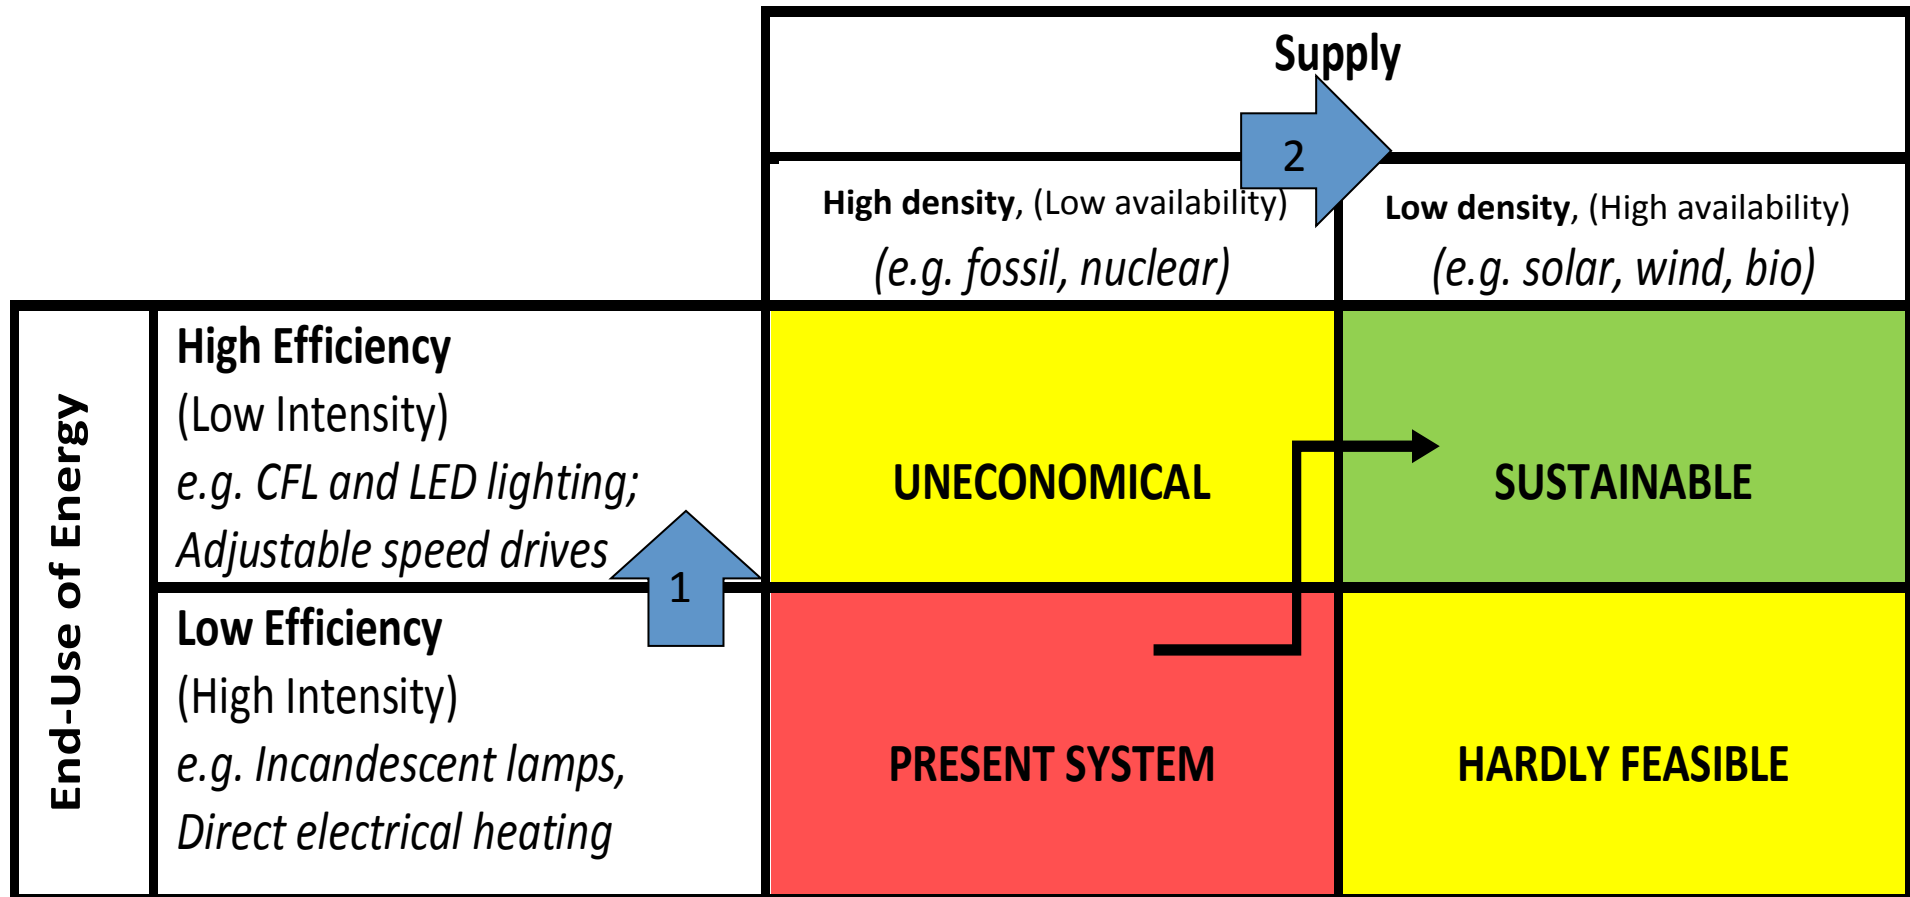 Supply
2
High density, (Low availability)
(e.g. fossil, nuclear)
Low density, (High availability)
(e.g. solar, wind, bio)
End-Use of Energy
High Efficiency
(Low Intensity)
e.g. CFL and LED lighting;
Adjustable speed drives
1
UNECONOMICAL
SUSTAINABLE
Low Efficiency
(High Intensity)
e.g. Incandescent lamps,
Direct electrical heating
PRESENT SYSTEM
HARDLY FEASIBLE